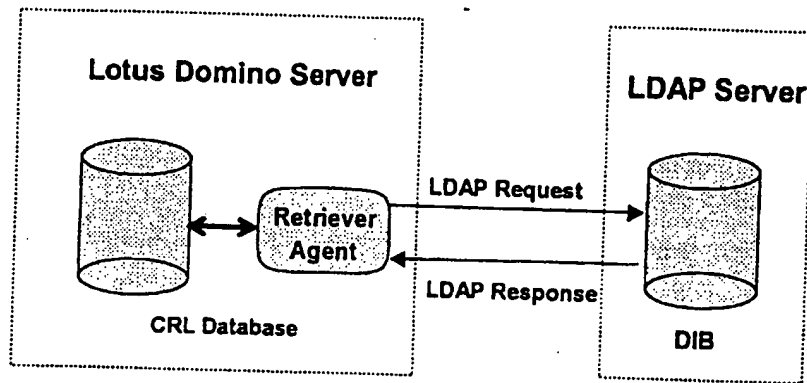 Lotus Domino Server
LDAP Server
LDAP Request
Retriever
Agent
LDAP Response
CRL Database
DIB